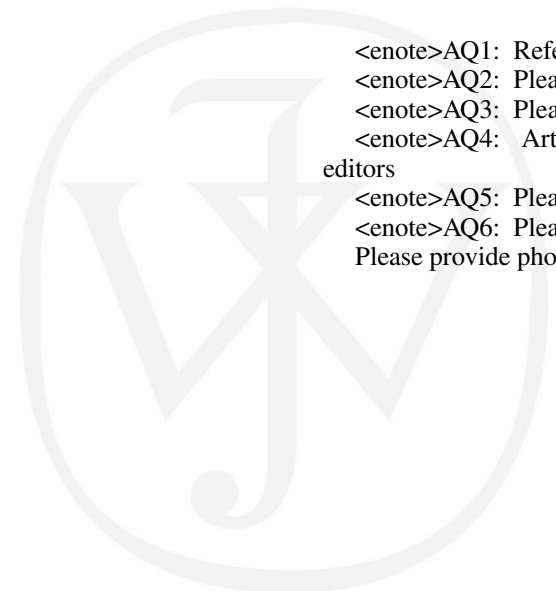 <enote>AQ1: Refe
<enote>AQ2: Plea
<enote>AQ3: Plea
<enote>AQ4: Art
editors
<enote>AQ5: Plea
<enote>AQ6: Plea
Please provide pho